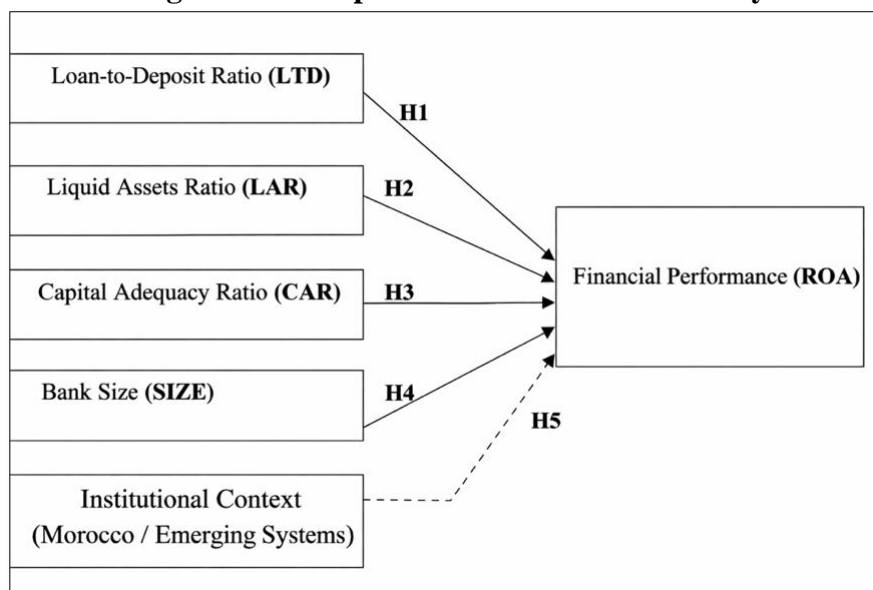 Loan-to-Deposit Ratio (LTD)
H1
Liquid Assets Ratio (LAR)
H2
Financial Performance (ROA)
Capital Adequacy Ratio (CAR)
H3
Bank Size (SIZE)
H4
H5
Institutional Context
(Morocco / Emerging Systems)